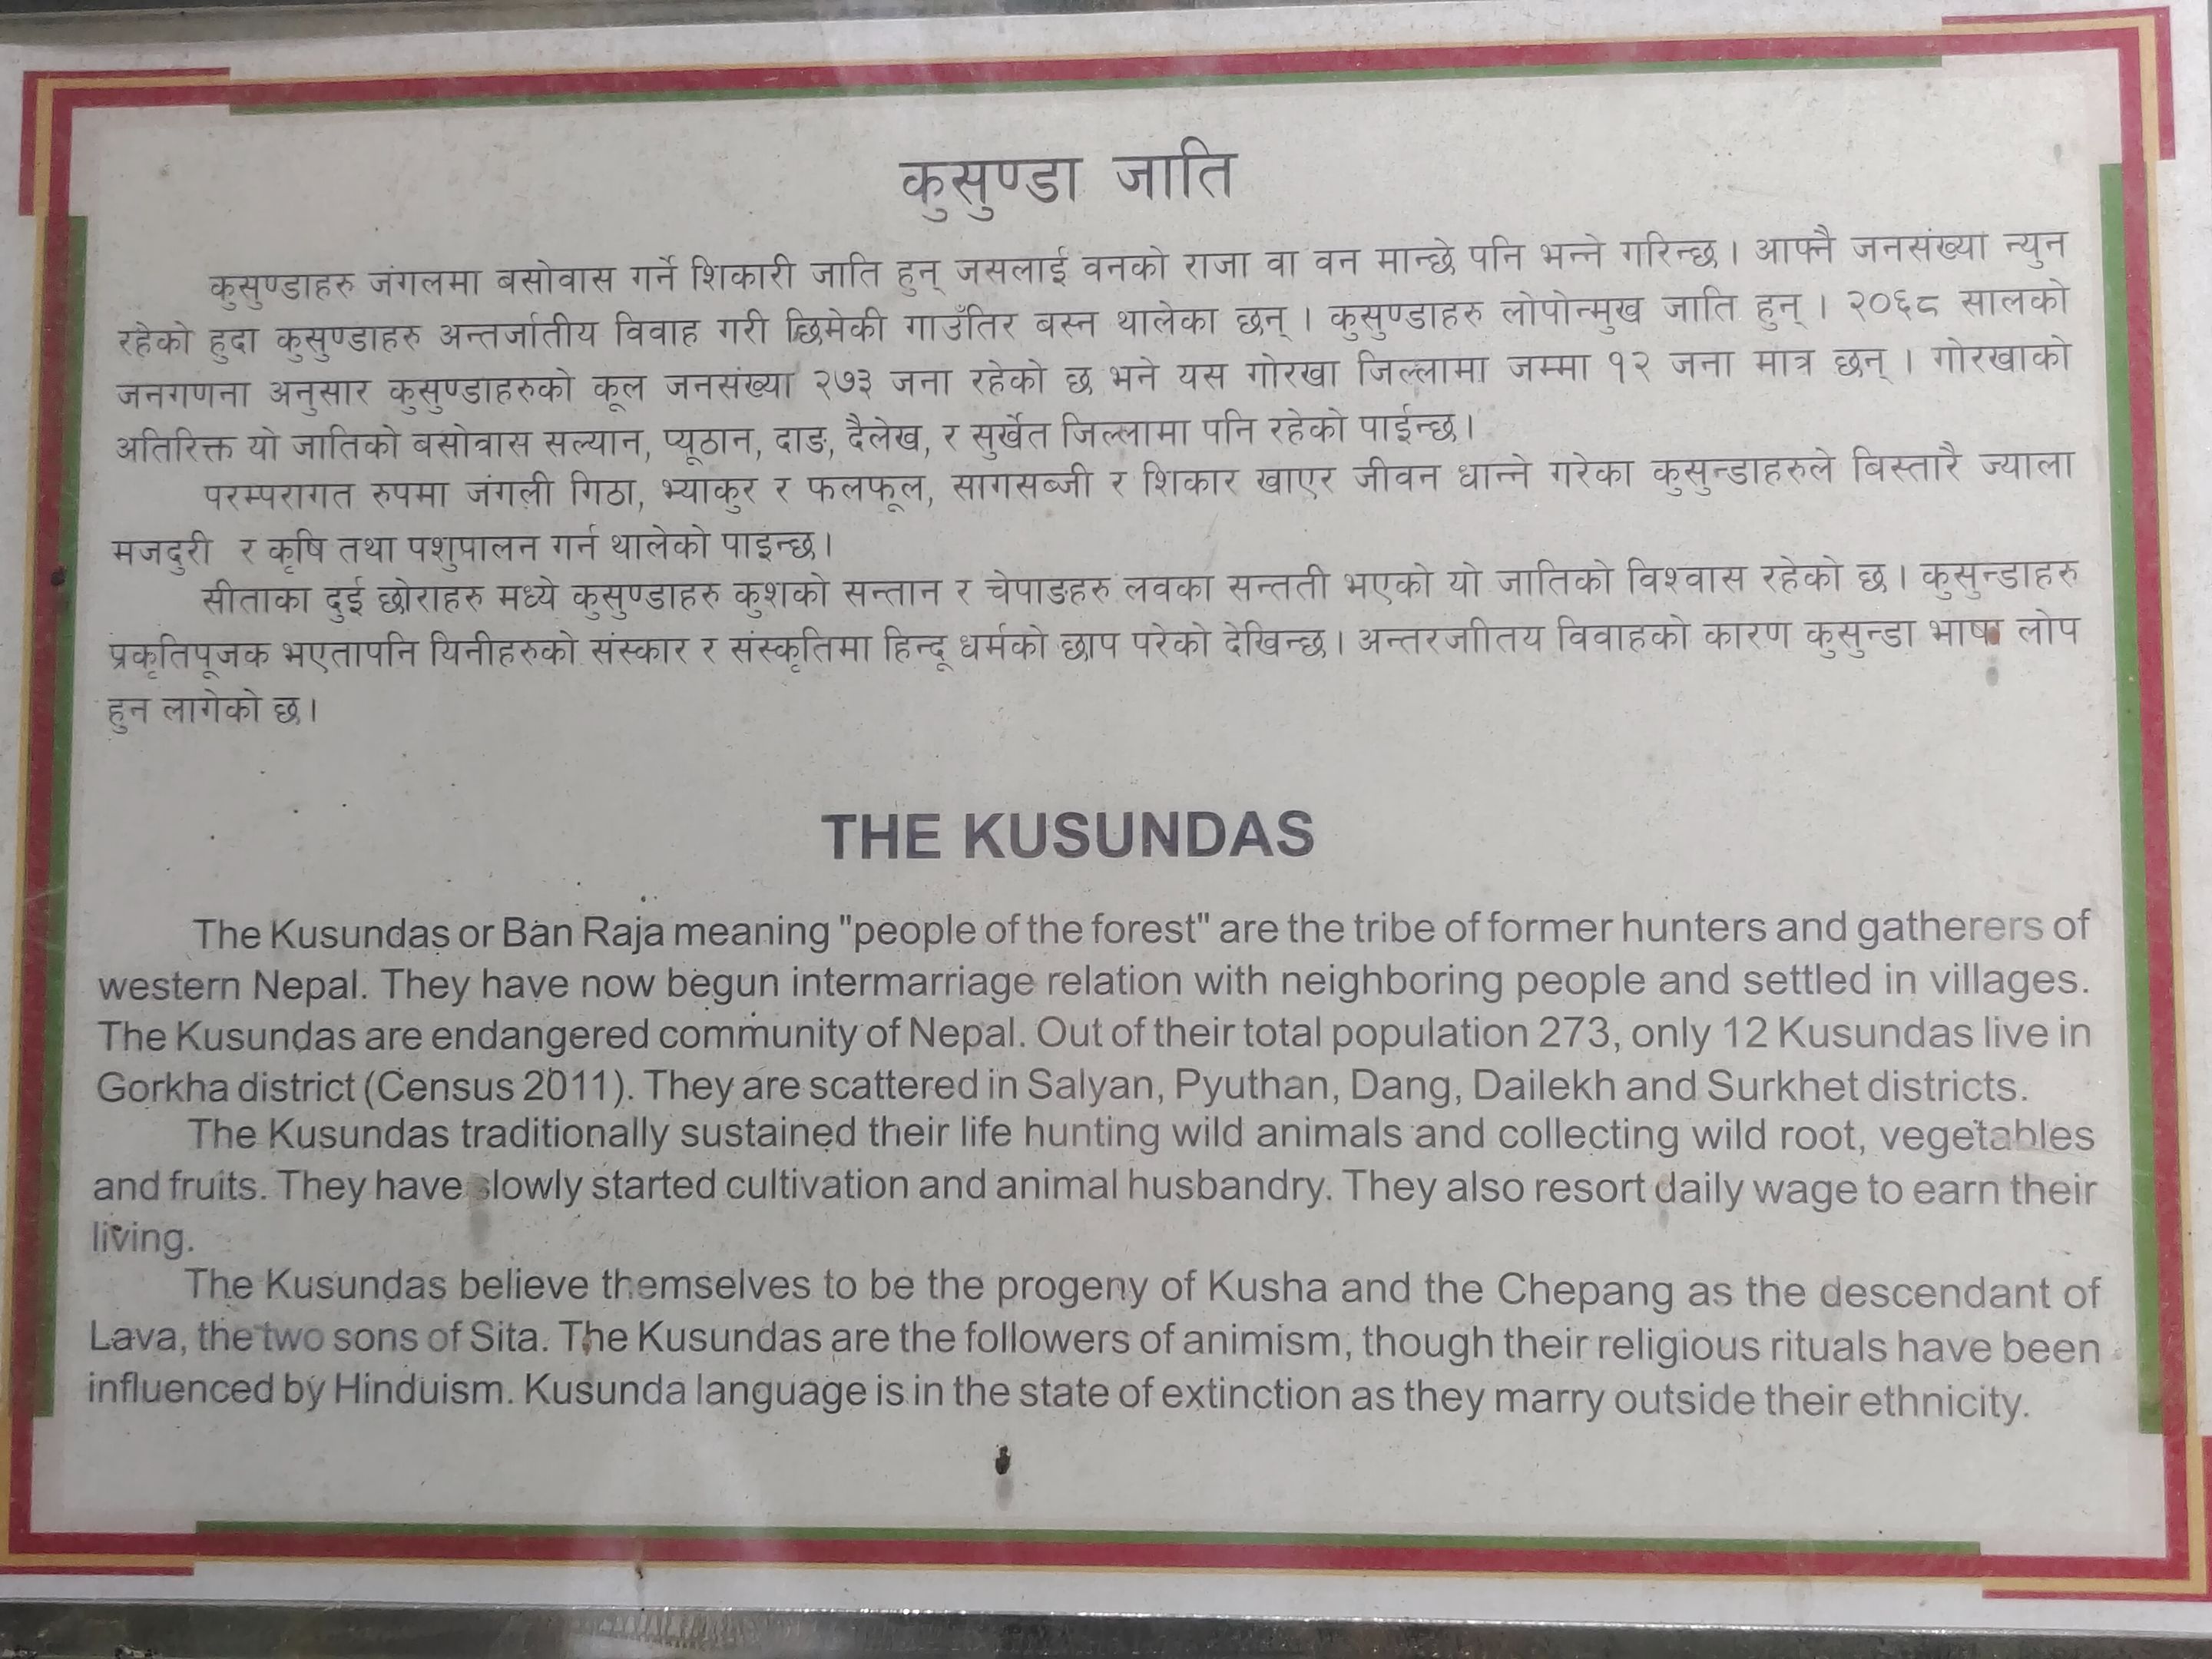 कुसुण्डा जाति
कुसुण्डाहरु जंगलमा बसोवास गर्ने शिकारी जाति हुन् जसलाई वनको राजा वा वन मान्छे पनि भन्ने गरिन्छ। आफ्नै जनसंख्या न्युन
रहेको हुदा कुसुण्डाहरु अन्तर्जातीय विवाह गरी छिमेकी गाउँतिर बस्न थालेका छन्। कुसुण्डाहरु लोपोन्मुख जाति हुन् । २०६८ सालको
जनगणना अनुसार कुसुण्डाहरुको कूल जनसंख्या २७३ जना रहेको छ भने यस गोरखा जिल्लामा जम्मा १२ जना मात्र छन् । गोरखाको
अतिरिक्त यो जातिको बसोवास सल्यान, प्यूठान, दाङ, दैलेख, र सुर्खेत जिल्लामा पनि रहेको पाईन्छ।
परम्परागत रुपमा जंगली गिठा, भ्याकुर र फलफूल, सागसब्जी र शिकार खाएर जीवन धान्ने गरेका कुसुन्डाहरुले बिस्तारै ज्याला
मजदुरी र कृषि तथा पशुपालन गर्न थालेको पाइन्छ।
सीताका दुई छोराहरु मध्ये कुसुण्डाहरु कुशको सन्तान र चेपाङहरु लवका सन्तती भएको यो जातिको विश्वास रहेको छ। कुसुन्डाहरु
प्रकृतिपूजक भएतापनि यिनीहरुको संस्कार र संस्कृतिमा हिन्दू धर्मको छाप परेको देखिन्छ। अन्तरजाीतय विवाहको कारण कुसुन्डा भाषा लोप
हुन लागेको छ।
THE KUSUNDAS
The Kusundas or Ban Raja meaning "people of the forest" are the tribe of former hunters and gatherers of
western Nepal. They have now begun intermarriage relation with neighboring people and settled in villages.
The Kusundas are endangered community of Nepal. Out of their total population 273, only 12 Kusundas live in
Gorkha district (Census 2011). They are scattered in Salyan, Pyuthan, Dang, Dailekh and Surkhet districts.
The Kusundas traditionally sustained their life hunting wild animals and collecting wild root, vegetables
and fruits. They have slowly started cultivation and animal husbandry. They also resort daily wage to earn their
living.
The Kusundas believe themselves to be the progeny of Kusha and the Chepang as the descendant of
Lava, the two sons of Sita. The Kusundas are the followers of animism, though their religious rituals have been
influenced by Hinduism. Kusunda language is in the state of extinction as they marry outside their ethnicity.